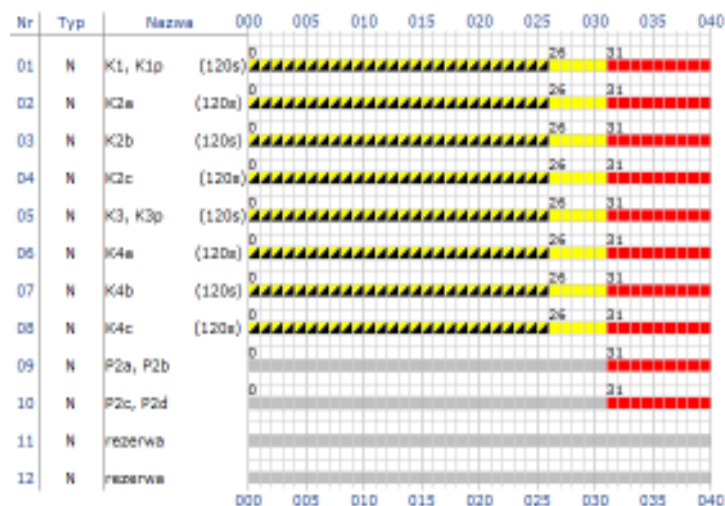 Nr Typ Nazwa 000 005 010 015 020 025 030 035 040
0 26 31
01 N K1, K1p (120s)
0 26 31
02 N K2a (120s)
0 26 31
03 N K2b (120s)
0 26 31
04 N K2c (120s)
0 26 31
05 N K3, K3p (120s)
0 26 31
06 N K4a (120s)
0 26 31
07 N K4b (120s)
0 26 31
08 N K4c (120s)
0 31
09 N P2a, P2b
0 31
10 N P2c, P2d
11 N rezerwa
12 N rezerwa
000 005 010 015 020 025 030 035 040